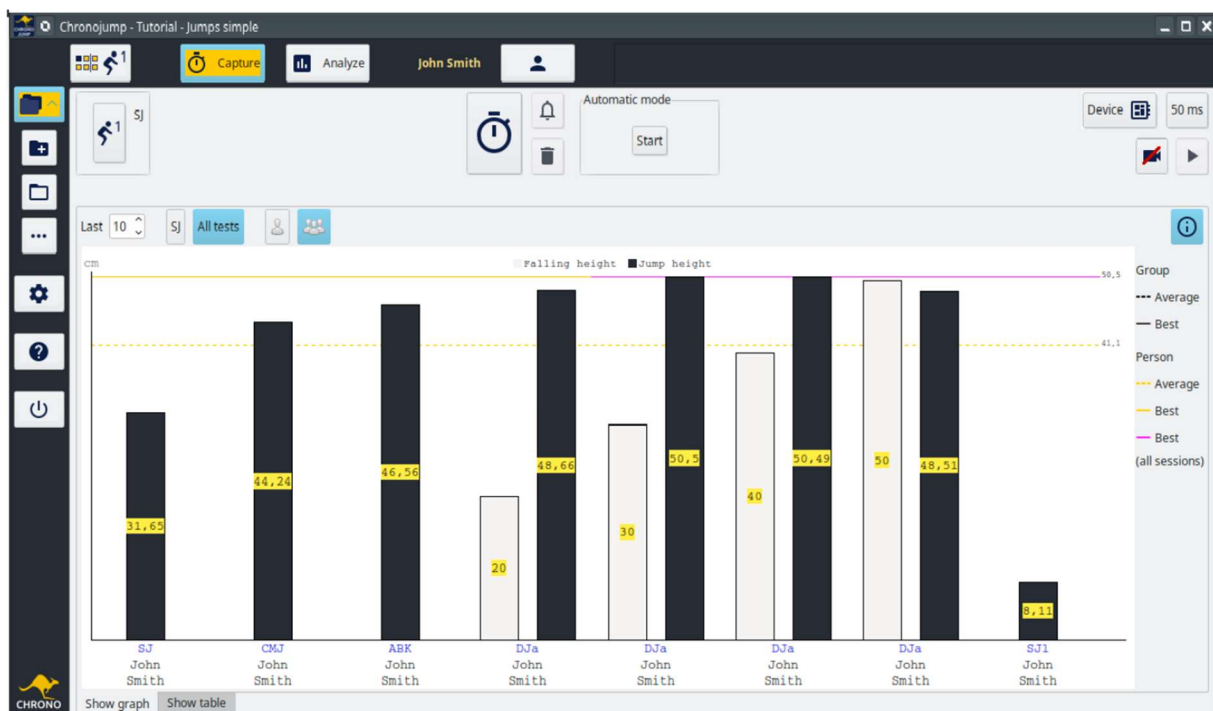 Chronojump - Tutorial - Jumps simple
1 Capture Analyze John Smith
1 SJ
Automatic mode
Start
Device 50 ms
Last 10 SJ All tests
cm
Falling height Jump height
50,5
41,1
Group
Average
Best
Person
Average
Best
Best
(all sessions)
31,65
44,24
46,56
20
48,66
30
50,5
40
50,49
50
48,51
8,11
SJ CMJ ABK DJa DJa DJa DJa SJl
John John John John John John John John
Smith Smith Smith Smith Smith Smith Smith Smith
Show graph Show table
CHRONO